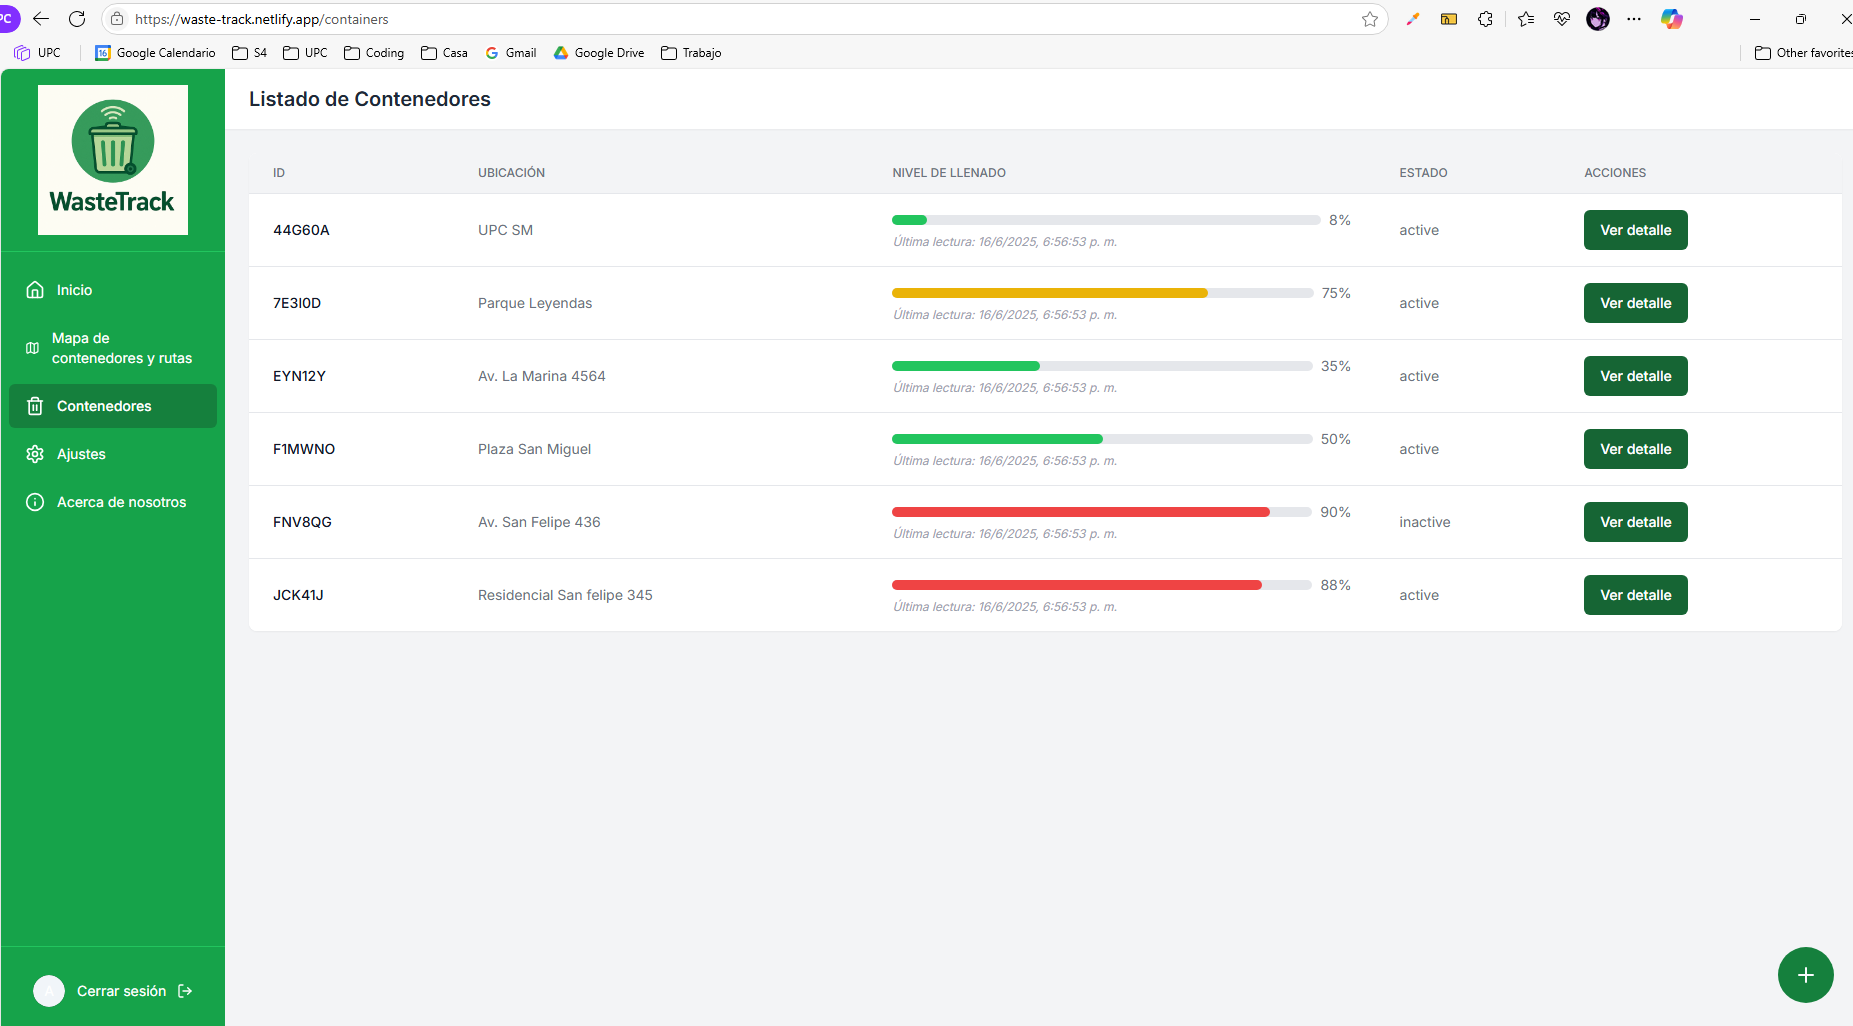 PC
https://waste-track.netlify.app/containers
UPC
16
Google Calendario
S4
UPC
Coding
Casa
G
Gmail
Google Drive
Trabajo
Other favorites
WasteTrack
Inicio
Mapa de
contenedores y rutas
Contenedores
Ajustes
Acerca de nosotros
A
Cerrar sesión
Listado de Contenedores
ID UBICACIÓN NIVEL DE LLENADO ESTADO ACCIONES
44G60A UPC SM 8% active Ver detalle
Última lectura: 16/6/2025, 6:56:53 p. m.
7E3I0D Parque Leyendas 75% active Ver detalle
Última lectura: 16/6/2025, 6:56:53 p. m.
EYN12Y Av. La Marina 4564 35% active Ver detalle
Última lectura: 16/6/2025, 6:56:53 p. m.
F1MWNO Plaza San Miguel 50% active Ver detalle
Última lectura: 16/6/2025, 6:56:53 p. m.
FNV8QG Av. San Felipe 436 90% inactive Ver detalle
Última lectura: 16/6/2025, 6:56:53 p. m.
JCK41J Residencial San felipe 345 88% active Ver detalle
Última lectura: 16/6/2025, 6:56:53 p. m.